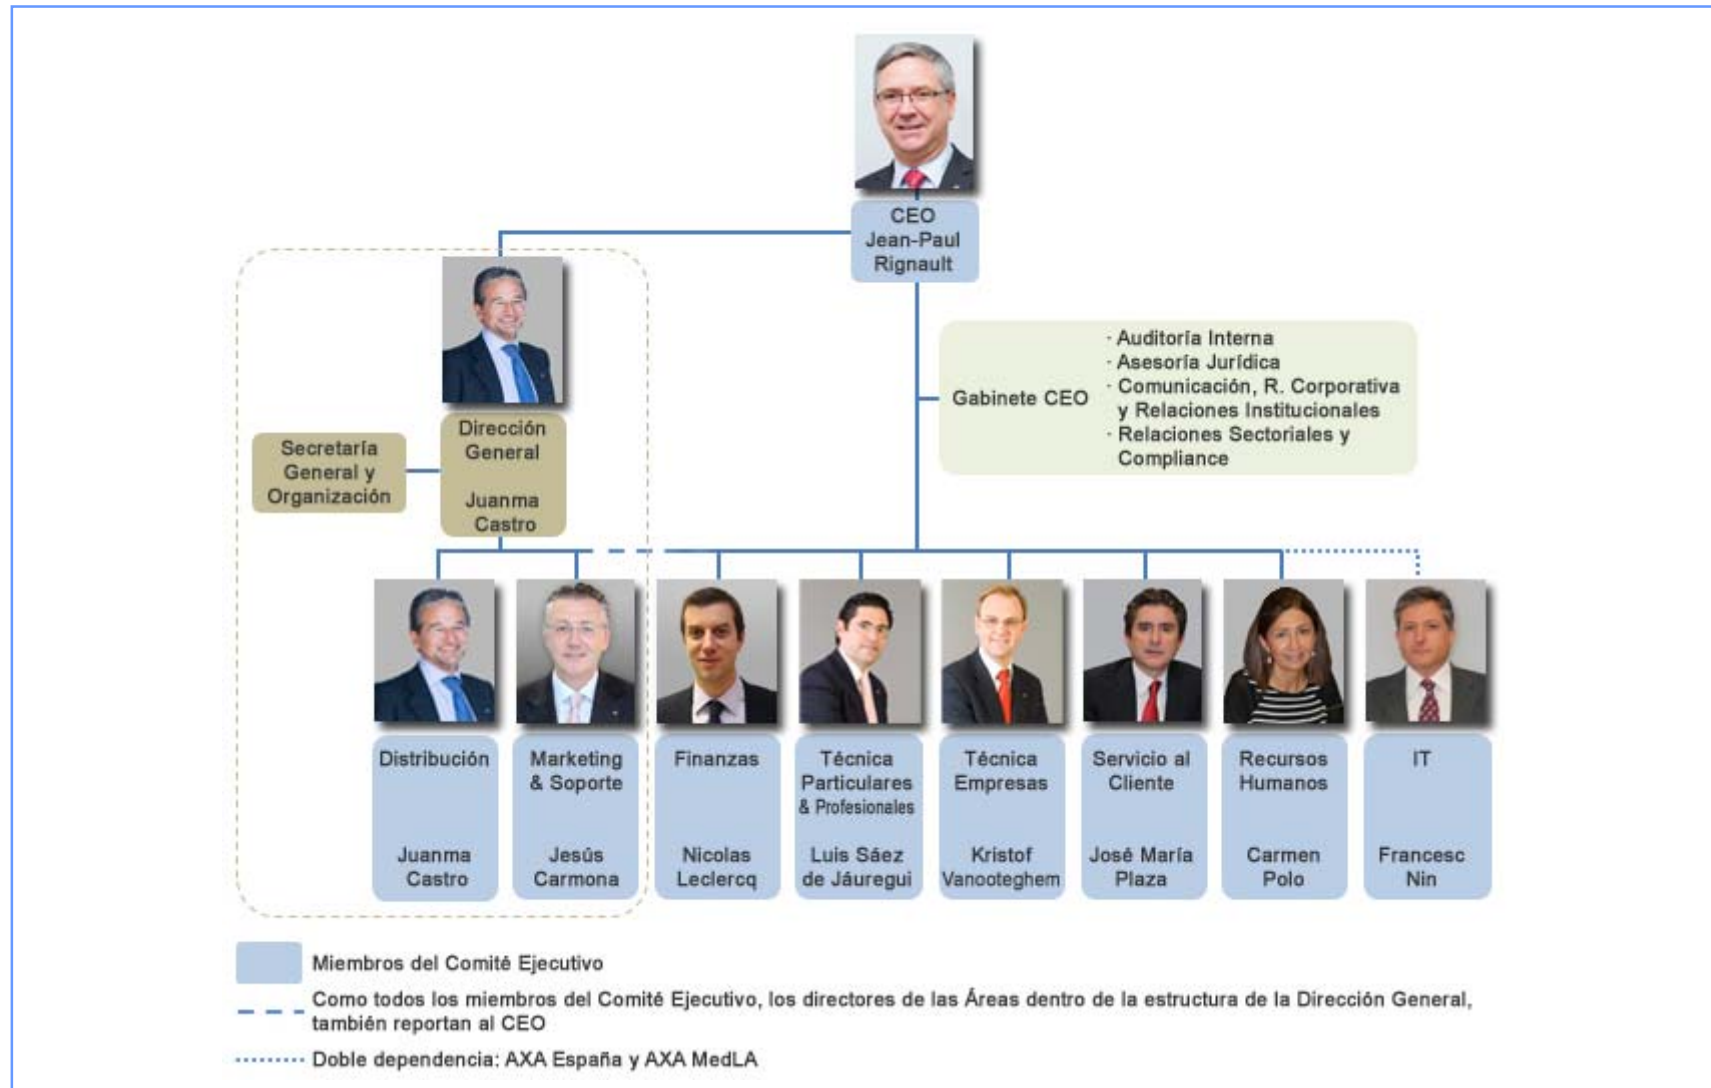 CEO
Jean-Paul
Rignault
· Auditoría Interna
· Asesoría Jurídica
Gabinete CEO
· Comunicación, R. Corporativa
y Relaciones Institucionales
· Relaciones Sectoriales y
Compliance
Secretaría
General y
Organización
Dirección
General
Juanma
Castro
Distribución
Juanma
Castro
Marketing
& Soporte
Jesús
Carmona
Finanzas
Nicolas
Leclercq
Técnica
Particulares
& Profesionales
Luis Sáez
de Jáuregui
Técnica
Empresas
Kristof
Vanooteghem
Servicio al
Cliente
José María
Plaza
Recursos
Humanos
Carmen
Polo
IT
Francesc
Nin
Miembros del Comité Ejecutivo
Como todos los miembros del Comité Ejecutivo, los directores de las Áreas dentro de la estructura de la Dirección General,
también reportan al CEO
Doble dependencia: AXA España y AXA MedLA